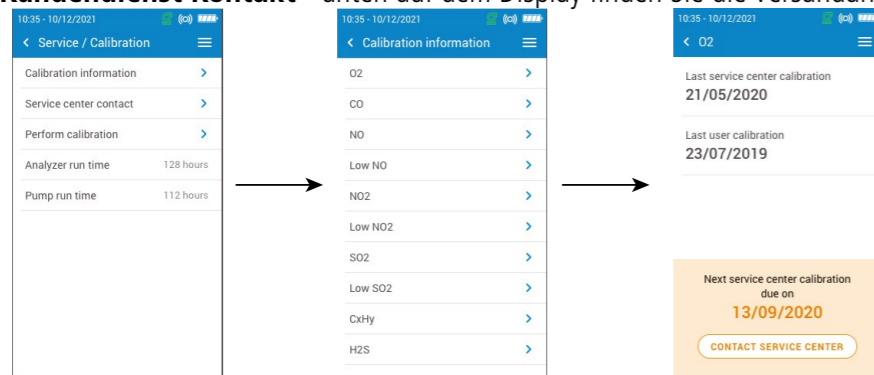 Kundendienst-Kontakt
unten auf dem Display finden Sie die
10:35 - 10/12/2021
Service / Calibration
Calibration information
Service center contact
Perform calibration
Analyzer run time 128 hours
Pump run time 112 hours
10:35 - 10/12/2021
Calibration information
O2
CO
NO
Low NO
NO2
Low NO2
SO2
Low SO2
CxHy
H2S
10:35 - 10/12/2021
O2
Last service center calibration
21/05/2020
Last user calibration
23/07/2019
Next service center calibration
due on
13/09/2020
CONTACT SERVICE CENTER